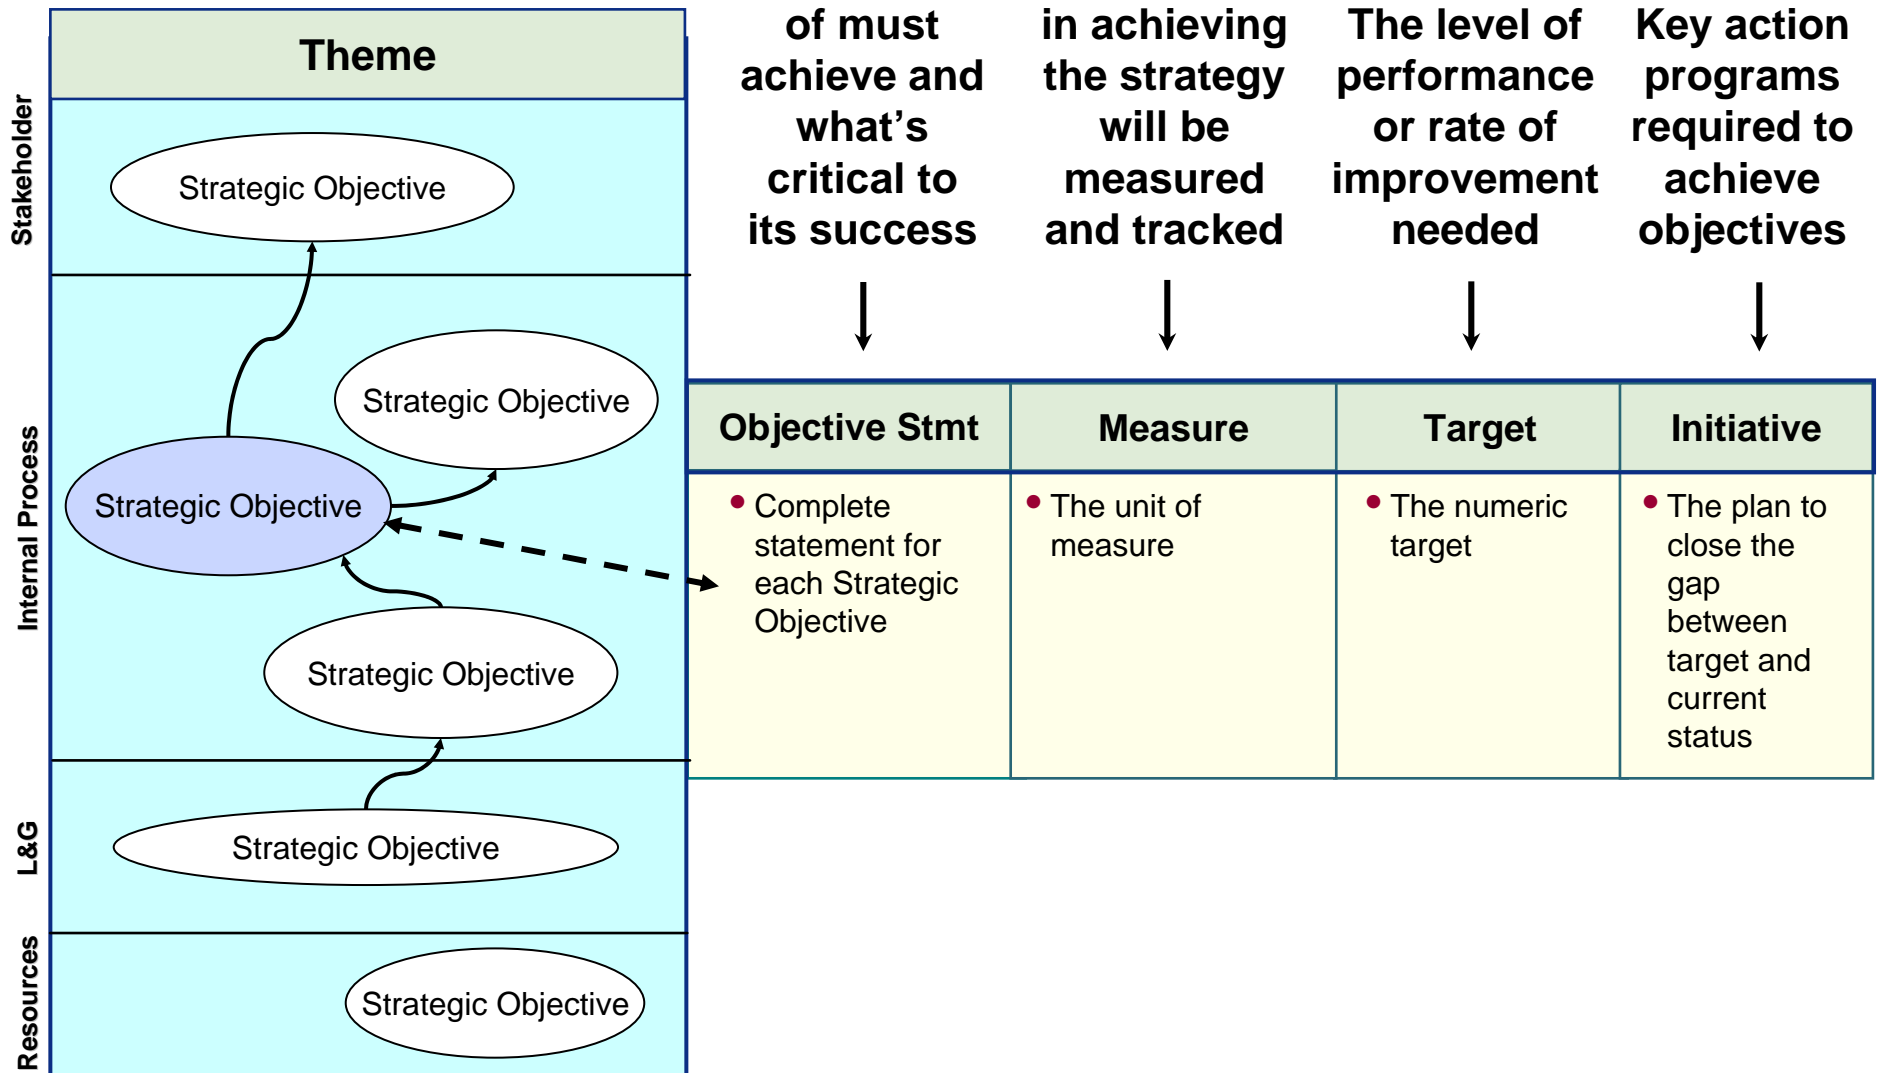 Theme
Stakeholder
Strategic Objective
Internal Process
Strategic Objective
Strategic Objective
Strategic Objective
L&G
Strategic Objective
Resources
Strategic Objective
of must
achieve and
what’s
critical to
its success
in achieving
the strategy
will be
measured
and tracked
The level of
performance
or rate of
improvement
needed
Key action
programs
required to
achieve
objectives
Objective Stmt
Measure
Target
Initiative
• Complete
statement for
each Strategic
Objective
• The unit of
measure
• The numeric
target
• The plan to
close the
gap
between
target and
current
status